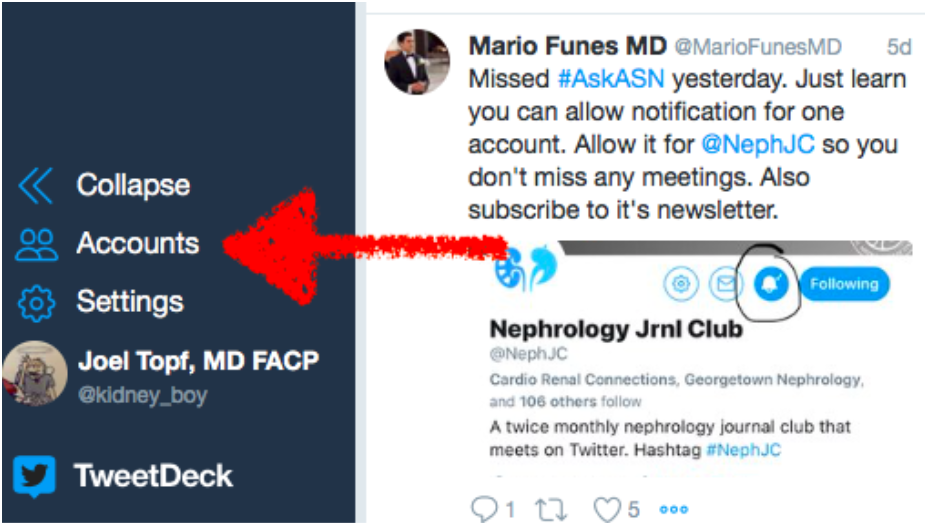 Collapse
Accounts
Settings
Joel Topf, MD FACP
@kidney_boy
TweetDeck
Mario Funes MD @MarioFunesMD 5d
Missed #AskASN yesterday. Just learn
you can allow notification for one
account. Allow it for @NephJC so you
don't miss any meetings. Also
subscribe to it's newsletter.
Following
Nephrology Jrnl Club
@NephJC
Cardio Renal Connections, Georgetown Nephrology,
and 106 others follow
A twice monthly nephrology journal club that
meets on Twitter. Hashtag #NephJC
1 5